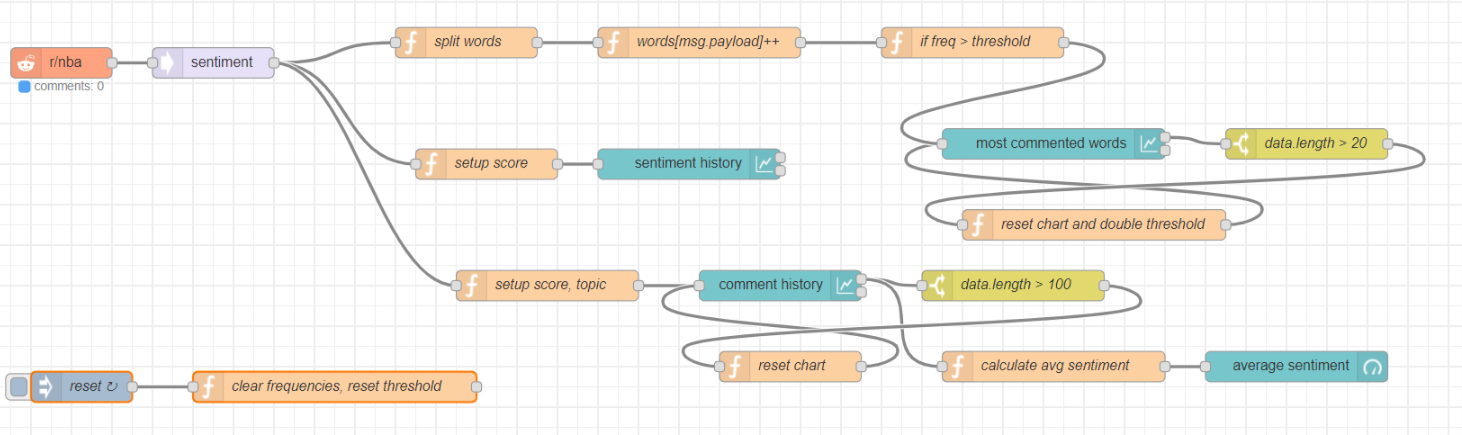 split words
words[msg.payload]++
if freq > threshold
r/nba
sentiment
comments: 0
most commented words
data.length > 20
setup score
sentiment history
reset chart and double threshold
setup score, topic
comment history
data.length > 100
reset chart
calculate avg sentiment
average sentiment
reset ↻
clear frequencies, reset threshold